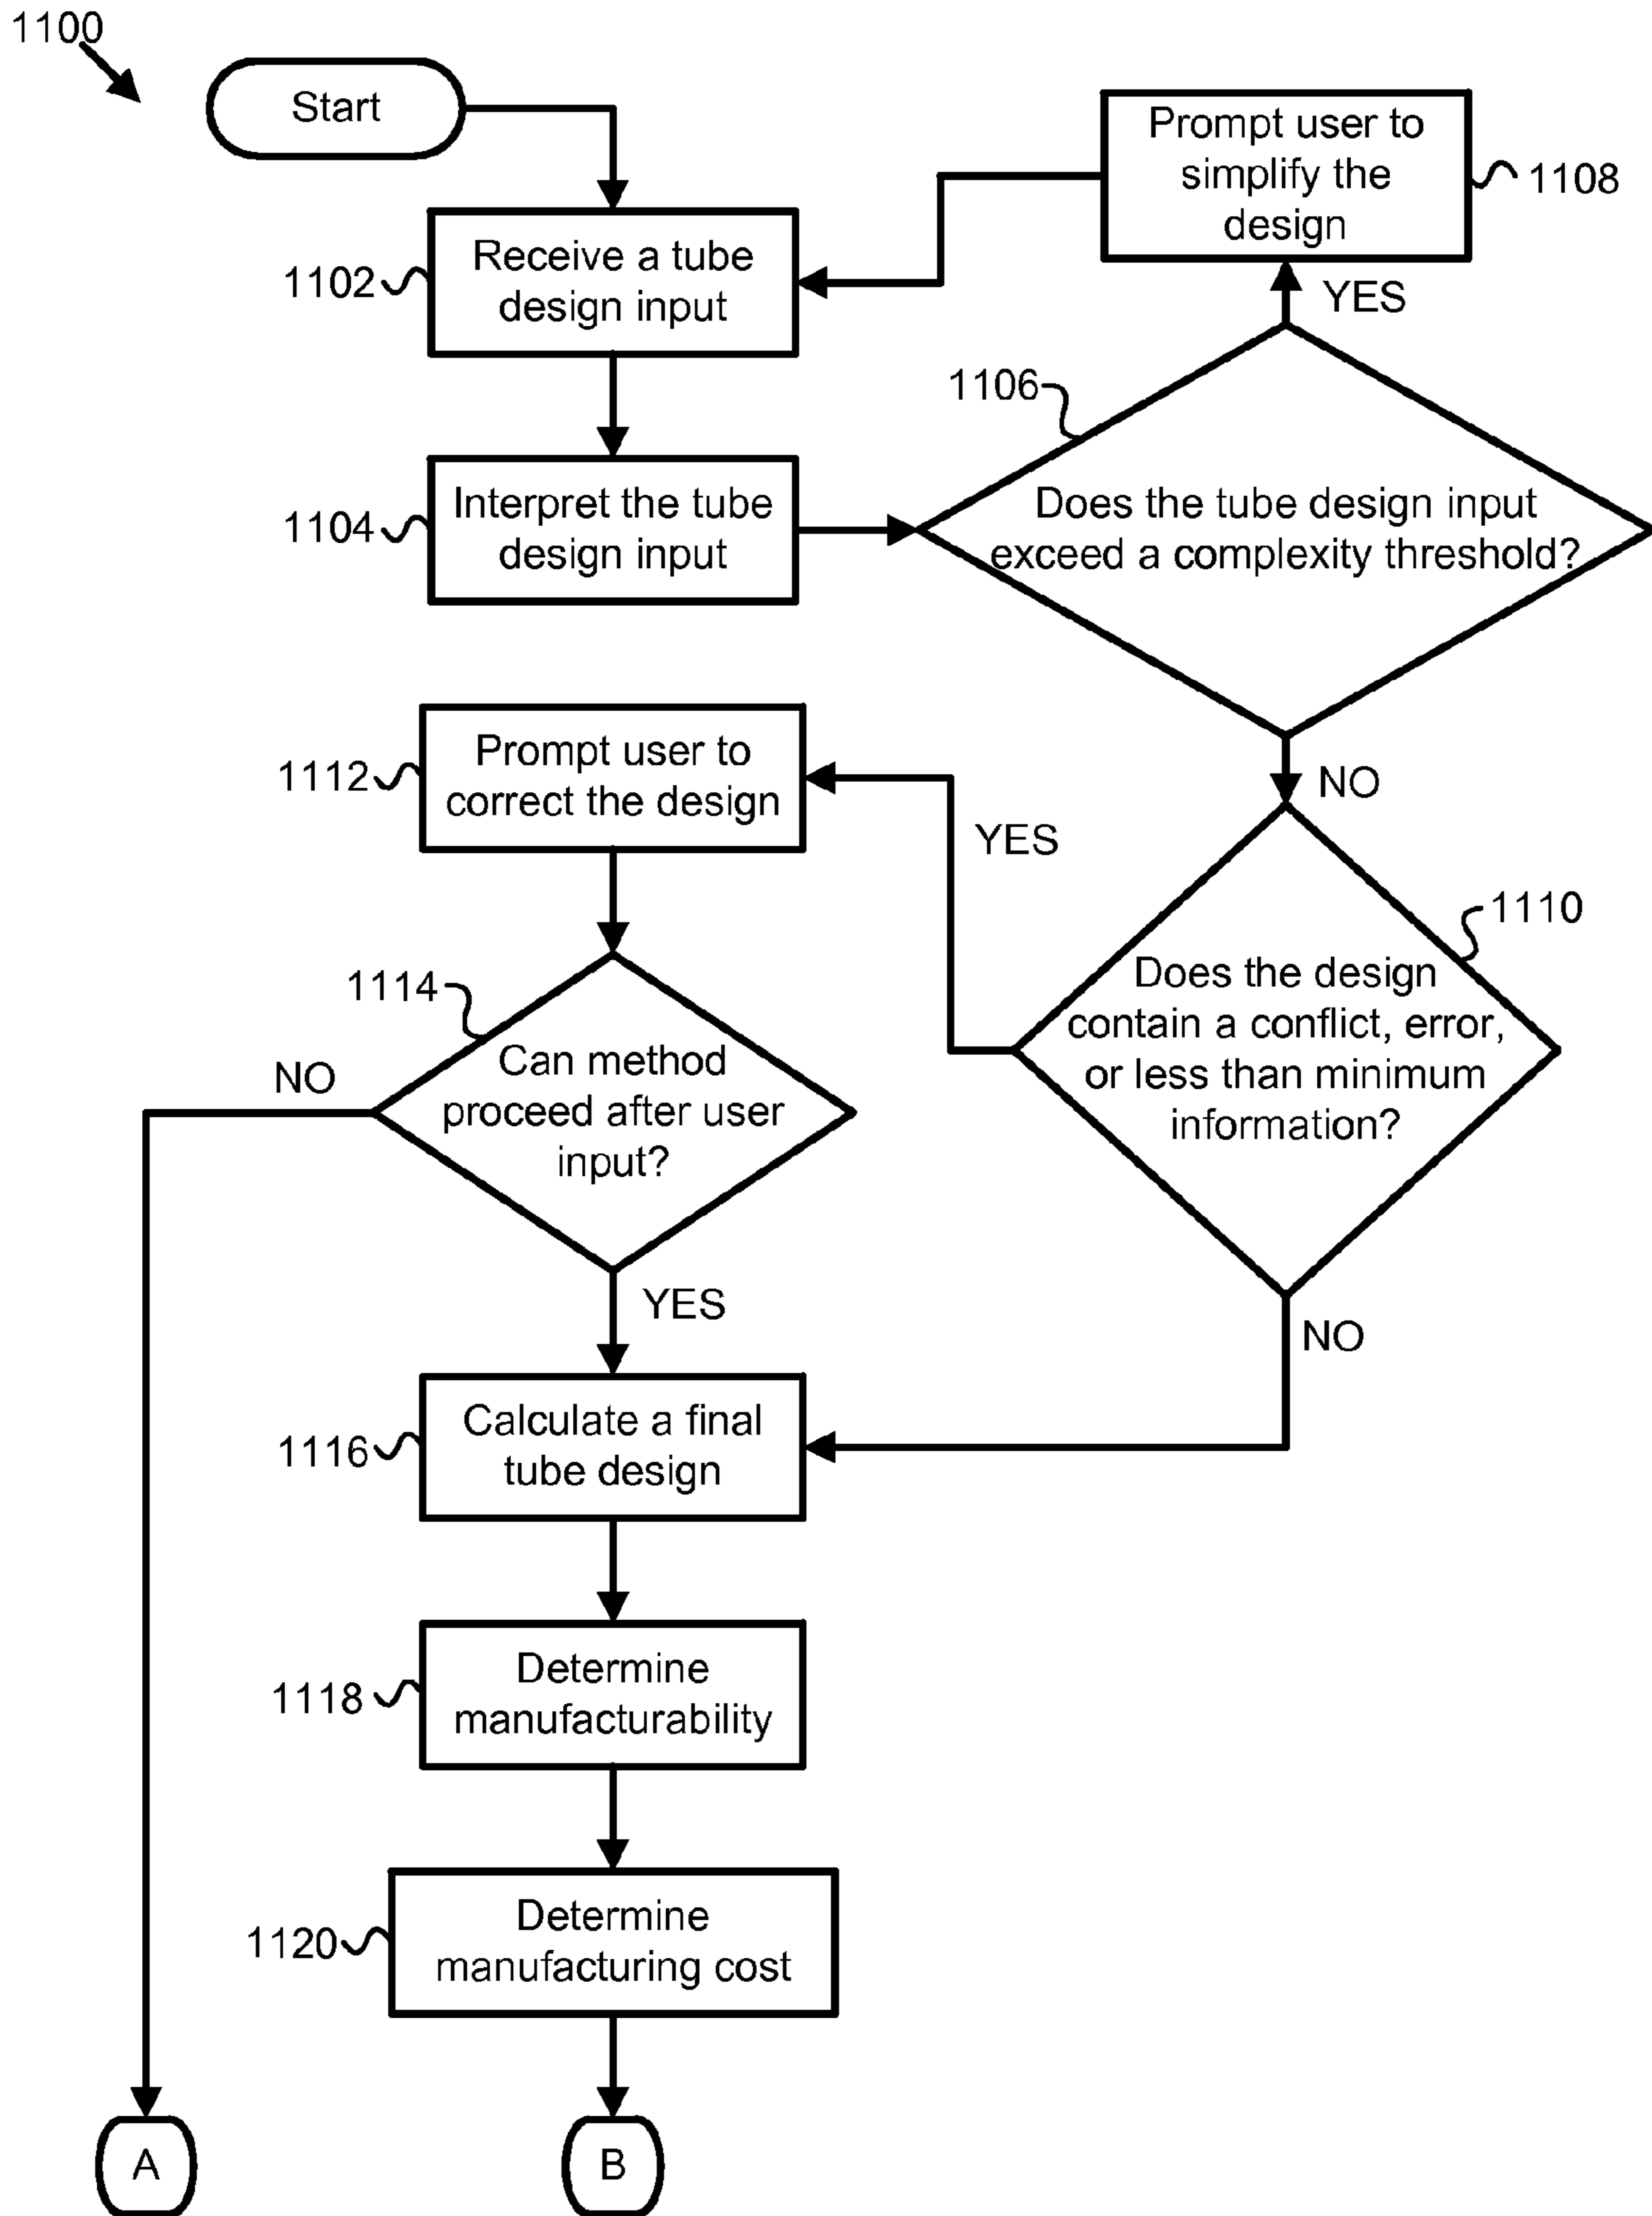 1100
Start
Prompt user to
simplify the
design
1108
Receive a tube
design input
1102
YES
1106
Interpret the tube
design input
1104
Does the tube design input
exceed a complexity threshold?
NO
Prompt user to
correct the design
1112
YES
1110
Does the design
contain a conflict, error,
or less than minimum
information?
1114
Can method
proceed after user
input?
NO
YES
NO
Calculate a final
tube design
1116
Determine
manufacturability
1118
Determine
manufacturing cost
1120
A
B